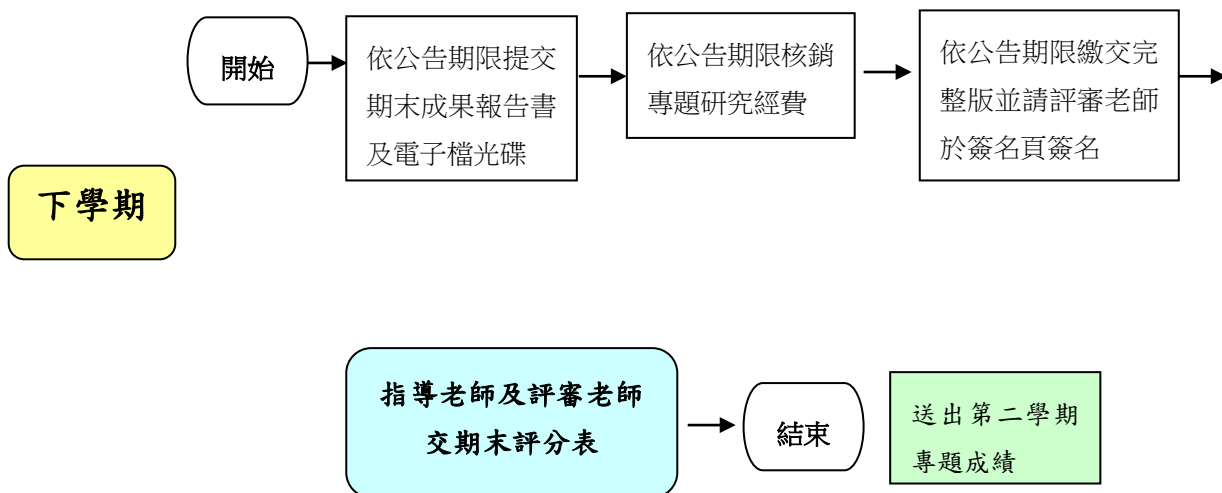 開始
依公告期限提交
期末成果報告書
及電子檔光碟
依公告期限核銷
專題研究經費
依公告期限繳交完
整版並請評審老師
於簽名頁簽名
下學期
指導老師及評審老師
交期末評分表
結束
送出第二學期
專題成績